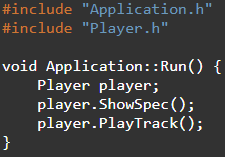 #include "Application.h"
#include "Player.h"
void Application::Run() {
    Player player;
    player.ShowSpec();
    player.PlayTrack();
}